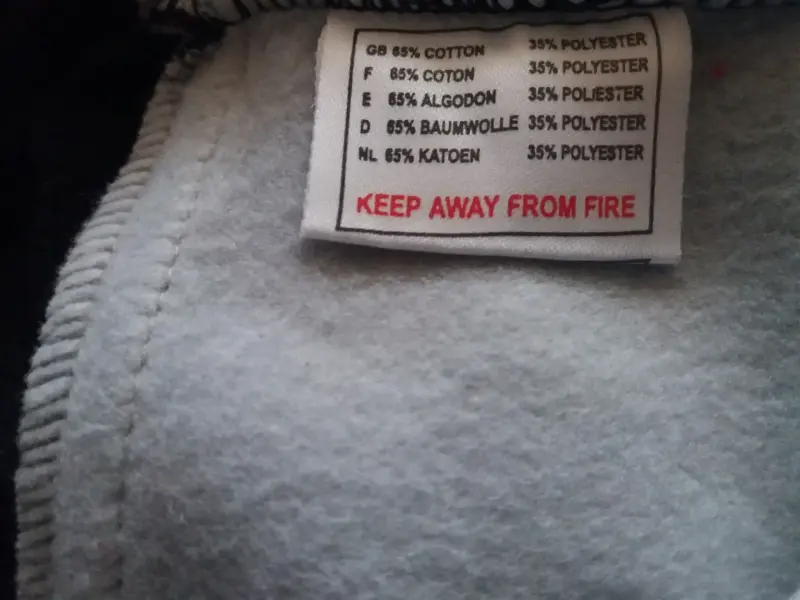 GB 65% COTTON 35% POLYESTER
F 65% COTON 35% POLYESTER
E 65% ALGODON 35% POLIESTER
D 65% BAUMWOLLE 35% POLYESTER
NL 65% KATOEN 35% POLYESTER
KEEP AWAY FROM FIRE